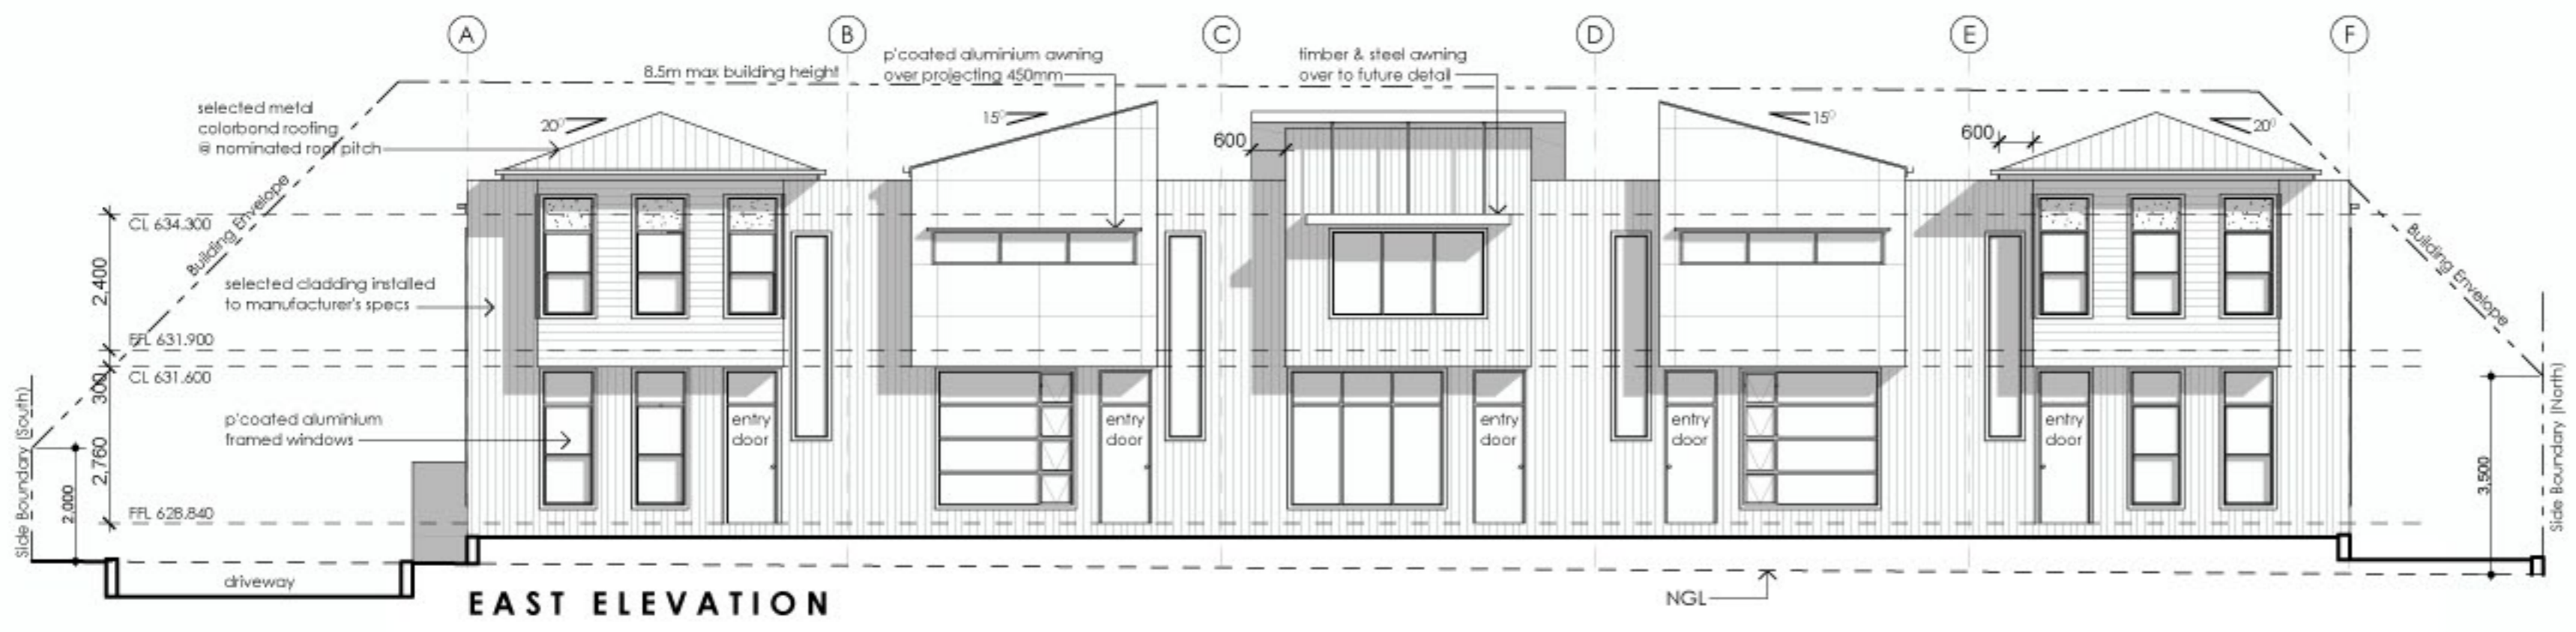 A
B
C
D
E
F
8.5m max building height
p'coated aluminium awning
over projecting 450mm
timber & steel awning
over to future detail
selected metal
colorbond roofing
@ nominated roof pitch
20⁰
15⁰
600
15⁰
600
20⁰
Building Envelope
CL 634.300
2,400
selected cladding installed
to manufacturer's specs
FFL 631.900
300
CL 631.600
p'coated aluminium
framed windows
2,760
FFL 628.840
2,000
Side Boundary (South)
driveway
entry
door
entry
door
entry
door
entry
door
entry
door
Building Envelope
3,500
Side Boundary (North)
NGL
EAST ELEVATION